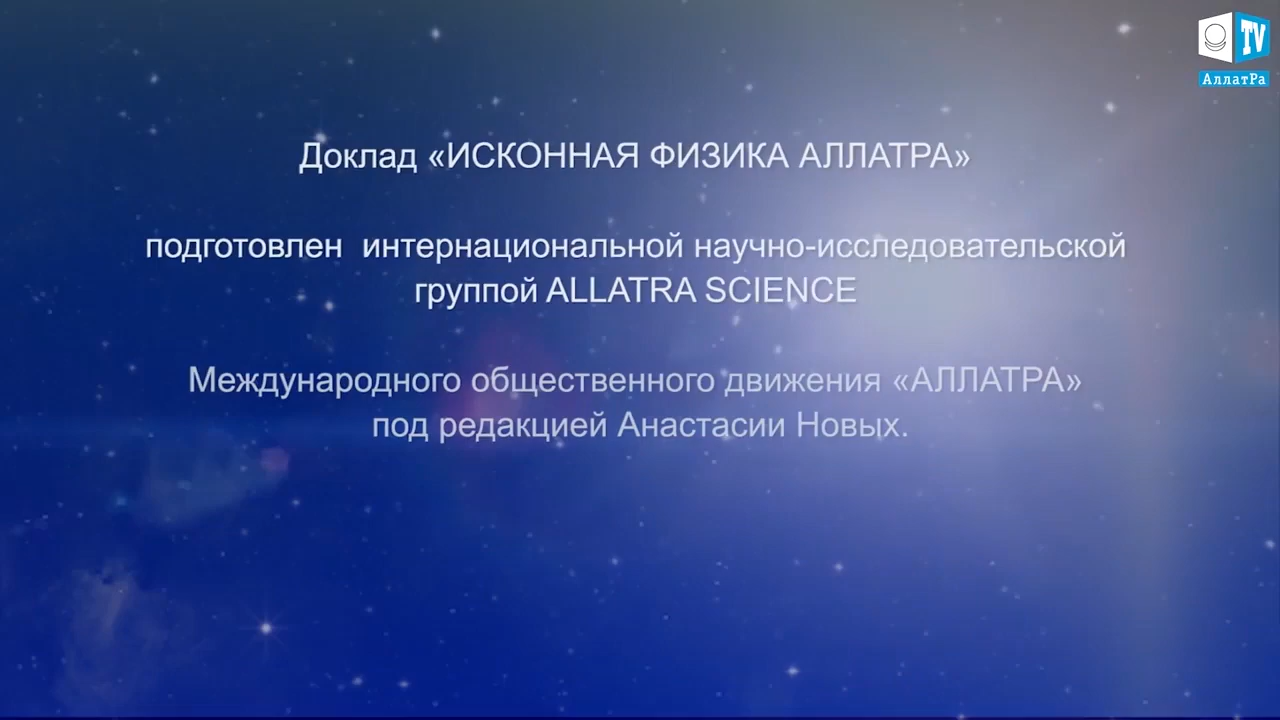 TV
АллатРа
Доклад «ИСКОННАЯ ФИЗИКА АЛЛАТРА»
подготовлен интернациональной научно-исследовательской
группой ALLATRA SCIENCE
Международного общественного движения «АЛЛАТРА»
под редакцией Анастасии Новых.